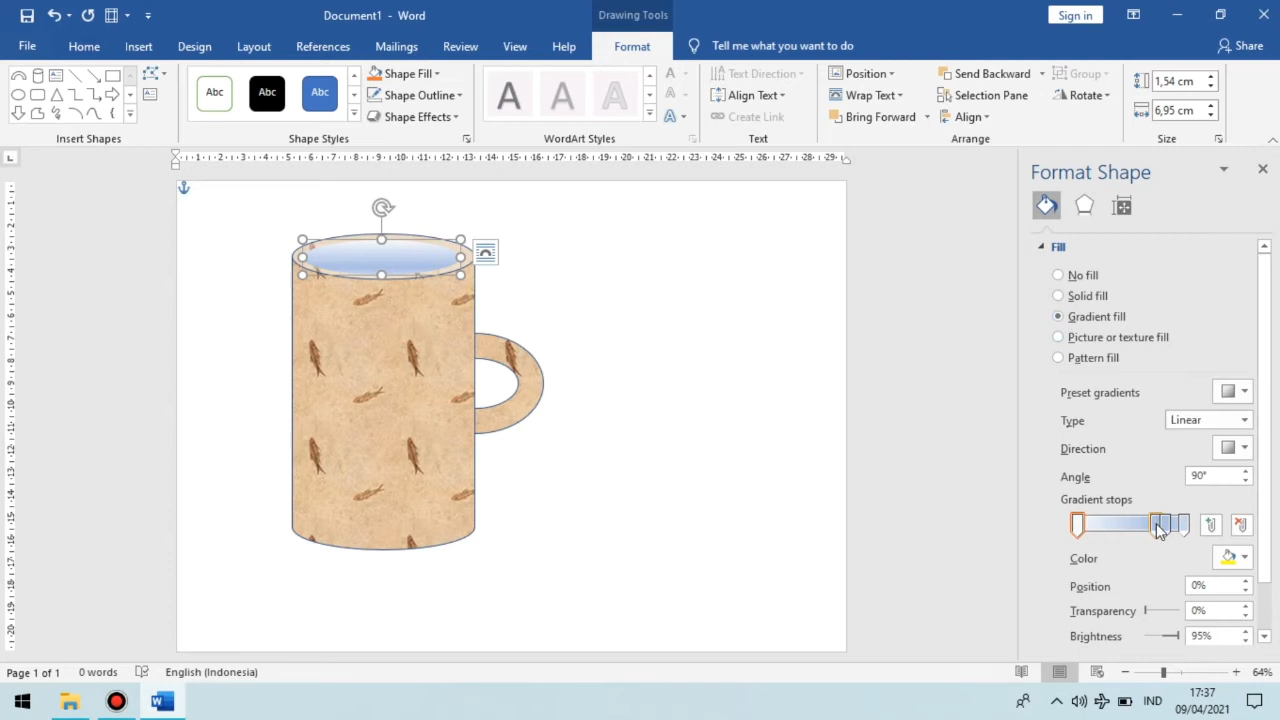 Document1 - Word
Drawing Tools
Sign in
File
Home
Insert
Design
Layout
References
Mailings
Review
View
Help
Format
Tell me what you want to do
Share
Abc
Abc
Abc
Shape Fill
Shape Outline
Shape Effects
A
A
A
A
A
A
Text Direction
Align Text
Create Link
Position
Wrap Text
Bring Forward
Send Backward
Selection Pane
Align
Group
Rotate
1,54 cm
6,95 cm
Insert Shapes
Shape Styles
WordArt Styles
Text
Arrange
Size
Format Shape
Fill
No fill
Solid fill
Gradient fill
Picture or texture fill
Pattern fill
Preset gradients
Type
Linear
Direction
Angle
90°
Gradient stops
Color
Position
0%
Transparency
0%
Brightness
95%
Page 1 of 1
0 words
English (Indonesia)
64%
IND
17:37
09/04/2021